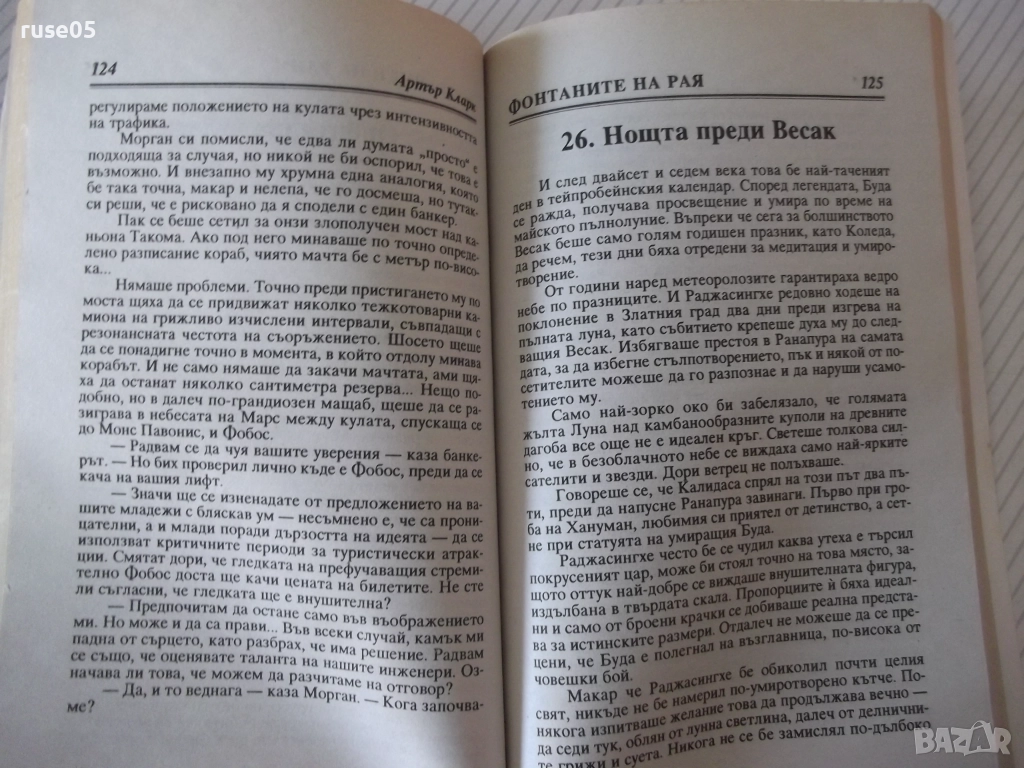 ruse05
124
Артър Кларк
регулираме положението на кулата чрез интензивността
на трафика.
Морган си помисли, че едва ли думата „просто“ е
подходяща за случая, но никой не би оспорил, че това е
възможно. И внезапно му хрумна една аналогия, която
бе така точна, макар и нелепа, че го досмеша, но тутак-
си реши, че е рисковано да я сподели с един банкер.
Пак се беше сетил за онзи злополучен мост над ка-
ньона Такома. Ако под него минаваше по точно опреде-
лено разписание кораб, чиято мачта бе с метър по-висо-
ка...
Нямаше проблеми. Точно преди пристигането му по
моста щяха да се придвижат няколко тежкотоварни ка-
миона на грижливо изчислени интервали, съвпадащи с
резонансната честота на съоръжението. Шосето щеше
да се понадигне точно в момента, в който отдолу минава
корабът. И не само нямаше да закачи мачтата, ами щя-
ха да останат няколко сантиметра резерва... Нещо по-
добно, но в далеч по-грандиозен мащаб, щеше да се ра-
зиграва в небесата на Марс между кулата, спускаща се
до Монс Павонис, и Фобос.
— Радвам се да чуя вашите уверения — каза банке-
рът. — Но бих проверил лично къде е Фобос, преди да се
кача на вашия лифт.
— Значи ще се изненадате от предложението на ва-
шите младежи с бляскав ум — несъмнено е, че са прони-
цателни, а и млади поради дързостта на идеята — да се
използват критичните периоди за туристически атрак-
ции. Смятат дори, че гледката на префучаващия стреми-
телно Фобос доста ще качи цената на билетите. Не сте
ли съгласни, че гледката ще е внушителна?
— Предпочитам да остане само във въображението
ми. Но може и да са прави... Във всеки случай, камък ми
падна от сърцето, като разбрах, че има решение. Радвам
се също, че оценявате таланта на нашите инженери. Оз-
начава ли това, че можем да разчитаме на отговор?
— Да, и то веднага — каза Морган. — Кога започва-
ме?
ФОНТАНИТЕ НА РАЯ
125
26. Нощта преди Весак
И след двайсет и седем века това бе най-таченият
ден в тейпробейнския календар. Според легендата, Буда
се ражда, получава просвещение и умира по време на
майското пълнолуние. Въпреки че сега за болшинството
Весак беше само голям годишен празник, като Коледа,
да речем, тези дни бяха отредени за медитация и умиро-
творение.
От години наред метеоролозите гарантираха ведро
небе по празниците. И Раджасингхе редовно ходеше на
поклонение в Златния град два дни преди изгрева на
пълната луна, като събитието крепеше духа му до след-
ващия Весак. Избягваше престоя в Ранапура на самата
дата, за да избегне стълпотворението, пък и някой от по-
сетителите можеше да го разпознае и да наруши усамо-
тението му.
Само най-зорко око би забелязало, че голямата
жълта Луна над камбанообразните куполи на древните
дагоба все още не е идеален кръг. Светеше толкова сил-
но, че в безоблачното небе се виждаха само най-ярките
сателити и звезди. Дори ветрец не полъхваше.
Говореше се, че Калидаса спрял на този път два пъ-
ти, преди да напусне Ранапура завинаги. Първо при гро-
ба на Хануман, любимия си приятел от детинство, а сет-
не при статуята на умиращия Буда.
Раджасингхе често бе се чудил каква утеха е търсил
покрусеният цар, може би стоял точно на това място, за-
щото оттук най-добре се виждаше внушителната фигура,
издълбана в твърдата скала. Пропорциите ѝ бяха идеал-
ни и само от броени крачки се добиваше реална предста-
ва за истинските размери. Отдалеч не можеше да се пре-
цени, че Буда е полегнал на възглавница, по-висока от
човешки бой.
Макар че Раджасингхе бе обиколил почти целия
свят, никъде не бе намерил по-умиротворено кътче. По-
някога изпитваше желание това да продължава вечно —
да седи тук, облян от лунна светлина, далеч от делнични-
те грижи и суета. Никога не се бе замислял по-дълбоко
BAZAR